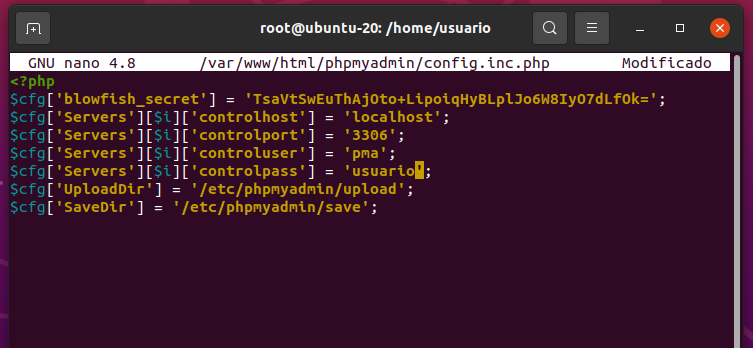 root@ubuntu-20: /home/usuario
GNU nano 4.8 /var/www/html/phpmyadmin/config.inc.php Modificado
<?php
$cfg['blowfish_secret'] = 'TsaVtSwEuThAjOto+LipoiqHyBLplJo6W8IyO7dLfOk=';
$cfg['Servers'][$i]['controlhost'] = 'localhost';
$cfg['Servers'][$i]['controlport'] = '3306';
$cfg['Servers'][$i]['controluser'] = 'pma';
$cfg['Servers'][$i]['controlpass'] = 'usuario';
$cfg['UploadDir'] = '/etc/phpmyadmin/upload';
$cfg['SaveDir'] = '/etc/phpmyadmin/save';